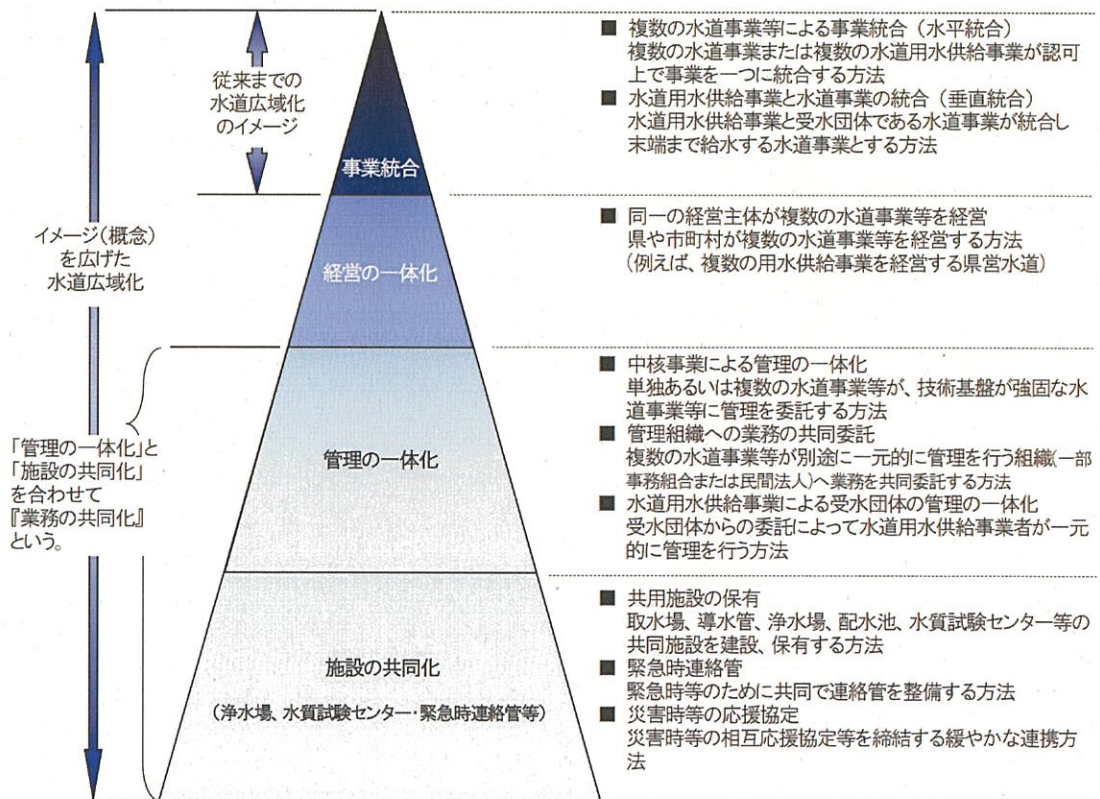 従来までの
水道広域化
のイメージ
イメージ(概念)
を広げた
水道広域化
「管理の一体化」と
「施設の共同化」
を合わせて
『業務の共同化』
という。
事業統合
経営の一体化
管理の一体化
施設の共同化
(浄水場、水質試験センター・緊急時連絡管等)
■ 複数の水道事業等による事業統合（水平統合）
複数の水道事業または複数の水道用水供給事業が認可
上で事業を一つに統合する方法
■ 水道用水供給事業と水道事業の統合（垂直統合）
水道用水供給事業と受水団体である水道事業が統合し
末端まで給水する水道事業とする方法
■ 同一の経営主体が複数の水道事業等を経営
県や市町村が複数の水道事業等を経営する方法
(例えば、複数の用水供給事業を経営する県営水道)
■ 中核事業による管理の一体化
単独あるいは複数の水道事業等が、技術基盤が強固な水
道事業等に管理を委託する方法
■ 管理組織への業務の共同委託
複数の水道事業等が別途に一元的に管理を行う組織(一部
事務組合または民間法人)へ業務を共同委託する方法
■ 水道用水供給事業による受水団体の管理の一体化
受水団体からの委託によって水道用水供給事業者が一元
的に管理を行う方法
■ 共用施設の保有
取水場、導水管、浄水場、配水池、水質試験センター等の
共同施設を建設、保有する方法
■ 緊急時連絡管
緊急時等のために共同で連絡管を整備する方法
■ 災害時等の応援協定
災害時等の相互応援協定等を締結する緩やかな連携方
法